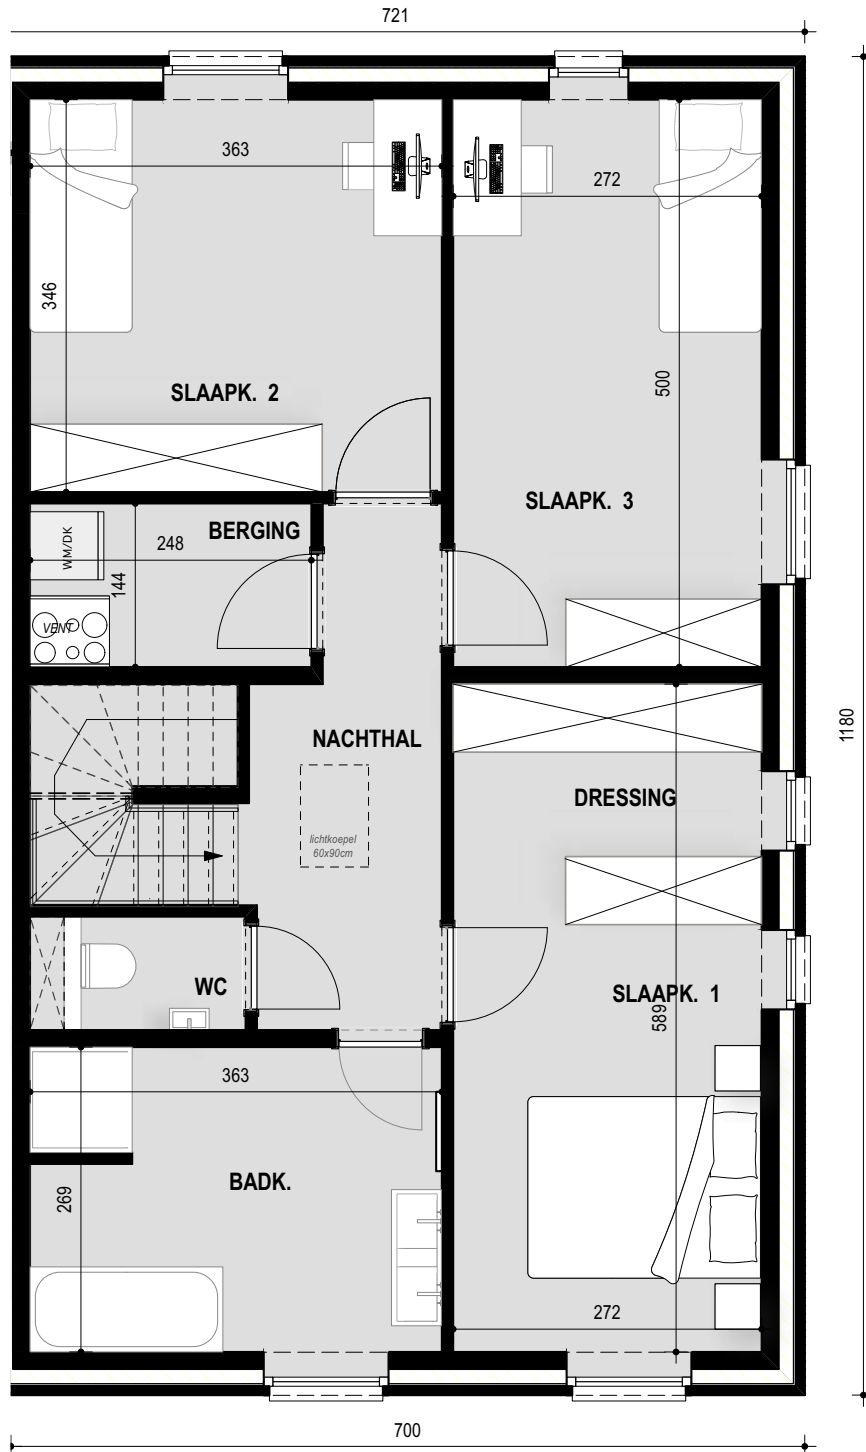 721
363
272
346
500
SLAAPK. 2
SLAAPK. 3
BERGING
WM/DK
248
144
VENT
1180
NACHTHAL
DRESSING
lichtkoepel
60x90cm
WC
SLAAPK. 1
589
363
BADK.
269
272
700